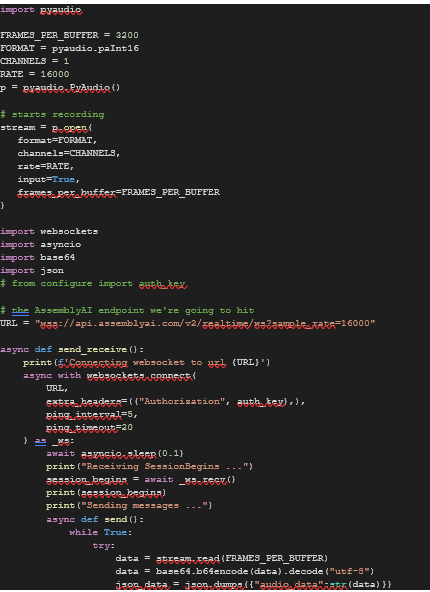 import pyaudio
FRAMES_PER_BUFFER = 3200
FORMAT = pyaudio.paInt16
CHANNELS = 1
RATE = 16000
p = pyaudio.PyAudio()
# starts recording
stream = p.open(
format=FORMAT,
channels=CHANNELS,
rate=RATE,
input=True,
frames_per_buffer=FRAMES_PER_BUFFER
)
import websockets
import asyncio
import base64
import json
# from configure import auth_key
# the AssemblyAI endpoint we're going to hit
URL = "wss://api.assemblyai.com/v2/realtime/ws?sample_rate=16000"
async def send_receive():
print(f'Connecting websocket to url {URL}')
async with websockets.connect(
URL,
extra_headers=(("Authorization", auth_key),),
ping_interval=5,
ping_timeout=20
) as _ws:
await asyncio.sleep(0.1)
print("Receiving SessionBegins ...")
session_begins = await _ws.recv()
print(session_begins)
print("Sending messages ...")
async def send():
while True:
try:
data = stream.read(FRAMES_PER_BUFFER)
data = base64.b64encode(data).decode("utf-8")
json_data = json.dumps({"audio_data":str(data)})